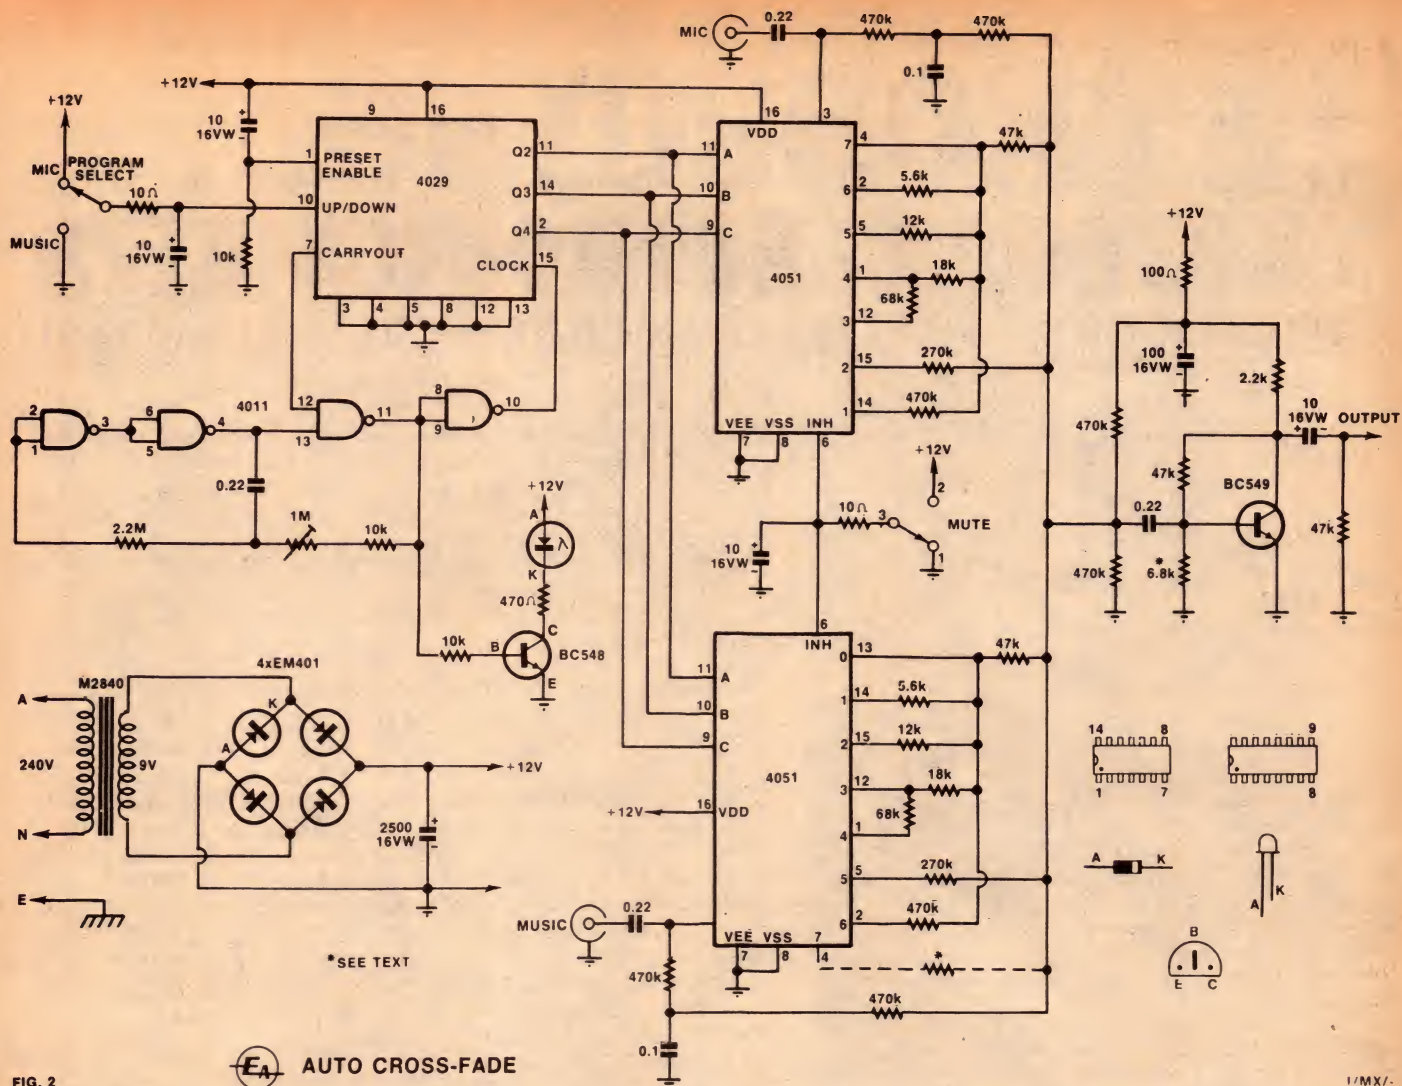 MIC
0.22
470k
470k
0.1
+12V
+12V
10
16VW
+
-
MIC
PROGRAM
SELECT
MUSIC
10Ω
10
16VW
+
-
10k
9
16
1
PRESET
ENABLE
10
UP/DOWN
7
CARRYOUT
4029
Q2
11
Q3
14
Q4
2
CLOCK
15
3
4
5
8
12
13
16
VDD
3
11
A
10
B
9
C
4051
7
4
6
2
5
5
4
1
3
12
2
15
1
14
47k
5.6k
12k
18k
68k
270k
470k
VEE
VSS
INH
7
8
6
2
1
3
6
5
4
4011
12
13
11
8
9
10
0.22
2.2M
1M
10k
+12V
A
λ
K
470Ω
10k
B
C
BC548
E
10
16VW
+
-
10Ω
3
+12V
2
MUTE
1
+12V
100Ω
100
16VW
+
-
2.2k
470k
47k
10
16VW
+
-
OUTPUT
0.22
BC549
470k
*
6.8k
47k
M2840
A
240V
N
9V
E
4xEM401
K
A
+12V
2500
16VW
+
-
*SEE TEXT
6
INH
11
A
10
B
9
C
4051
+12V
16
VDD
0
13
1
14
2
15
3
12
4
1
5
5
6
2
47k
5.6k
12k
18k
68k
270k
470k
VEE
VSS
7
7
8
4
*
MUSIC
0.22
470k
470k
0.1
14
8
1
7
9
8
A
K
A
K
B
E
C
EA
AUTO CROSS-FADE
FIG. 2